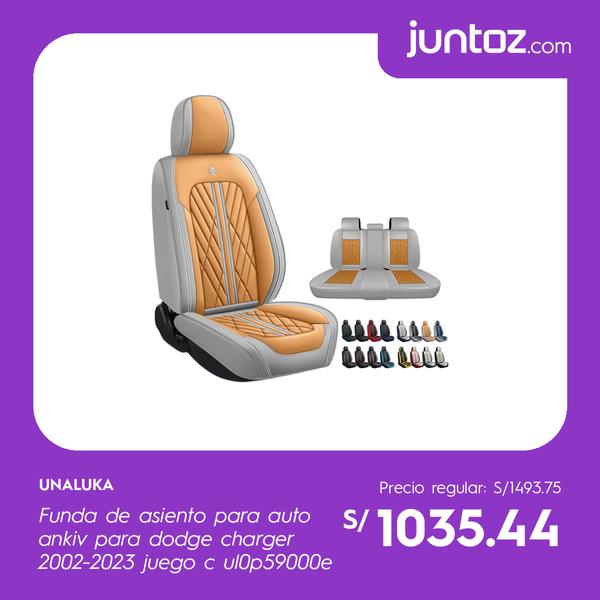 juntoz.com
UNALUKA
Funda de asiento para auto
ankiv para dodge charger
2002-2023 juego c ul0p59000e
Precio regular: S/1493.75
S/1035.44